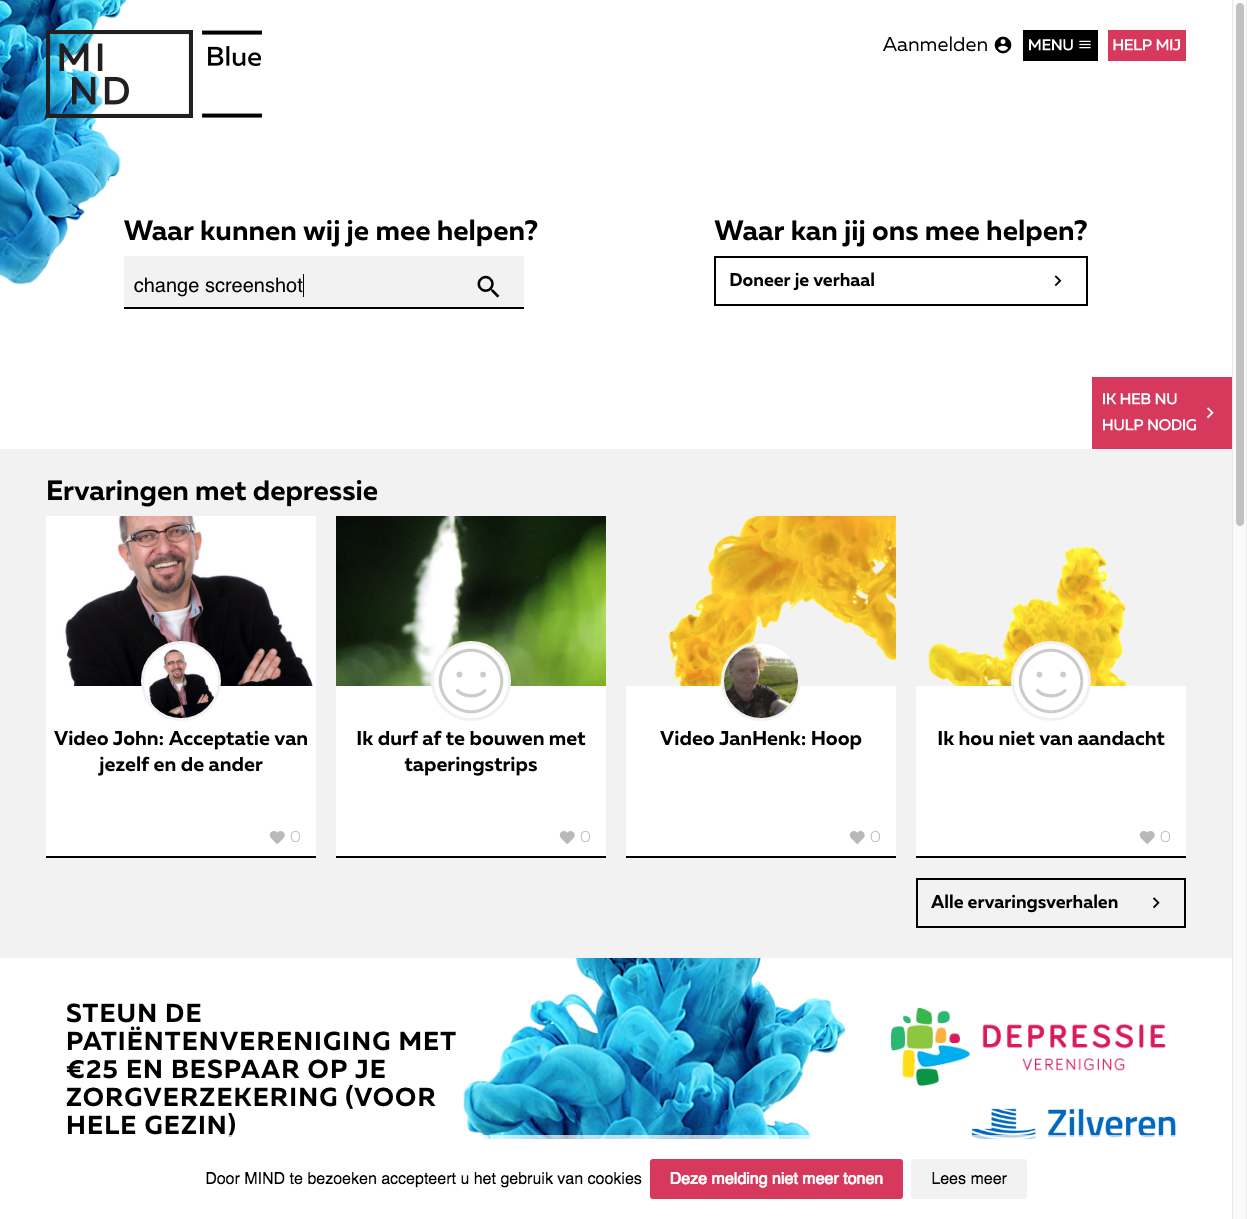 MI
ND
Blue
Aanmelden
MENU
HELP MIJ
Waar kunnen wij je mee helpen?
change screenshot
Waar kan jij ons mee helpen?
Doneer je verhaal
IK HEB NU
HULP NODIG
Ervaringen met depressie
Video John: Acceptatie van
jezelf en de ander
0
Ik durf af te bouwen met
taperingstrips
0
Video JanHenk: Hoop
0
Ik hou niet van aandacht
0
Alle ervaringsverhalen
STEUN DE
PATIËNTENVERENIGING MET
€25 EN BESPAAR OP JE
ZORGVERZEKERING (VOOR
HELE GEZIN)
DEPRESSIE
VERENIGING
Zilveren
Door MIND te bezoeken accepteert u het gebruik van cookies
Deze melding niet meer tonen
Lees meer